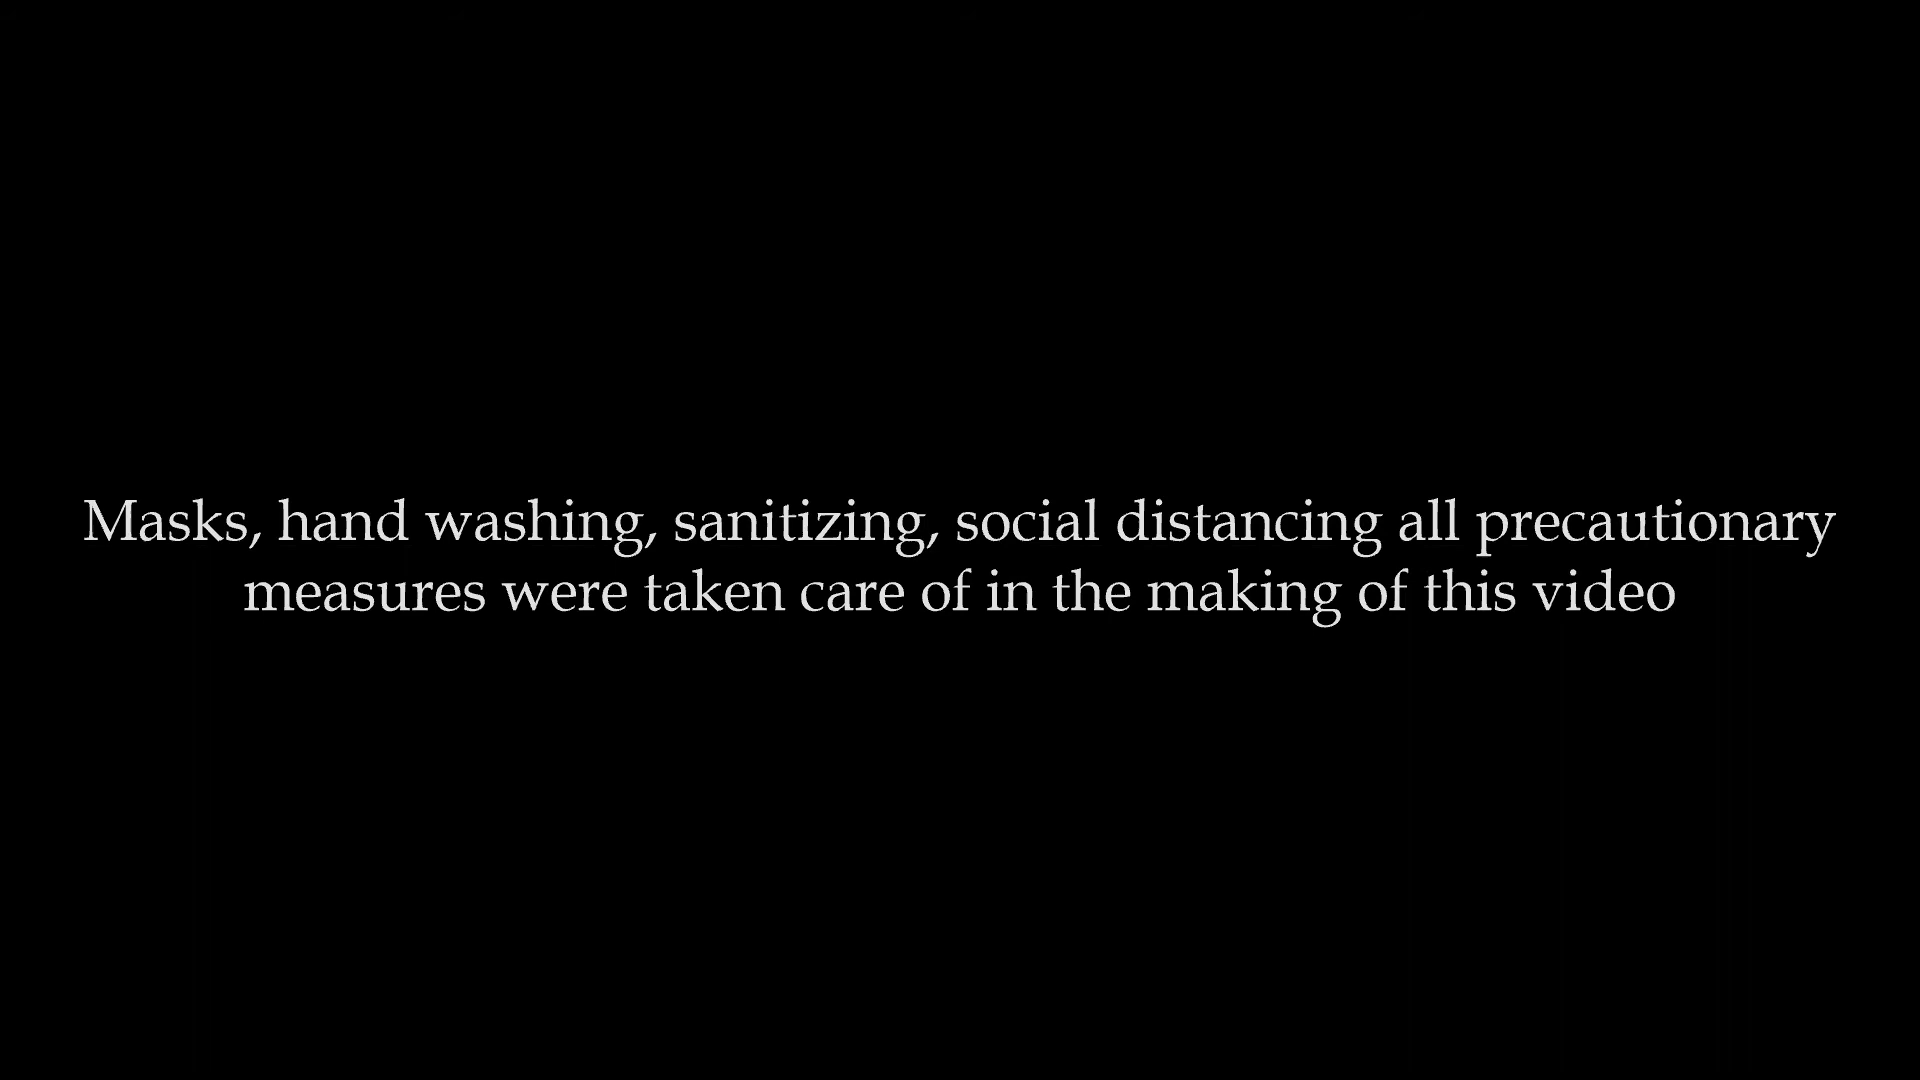 Masks, hand washing, sanitizing, social distancing all precautionary
measures were taken care of in the making of this video